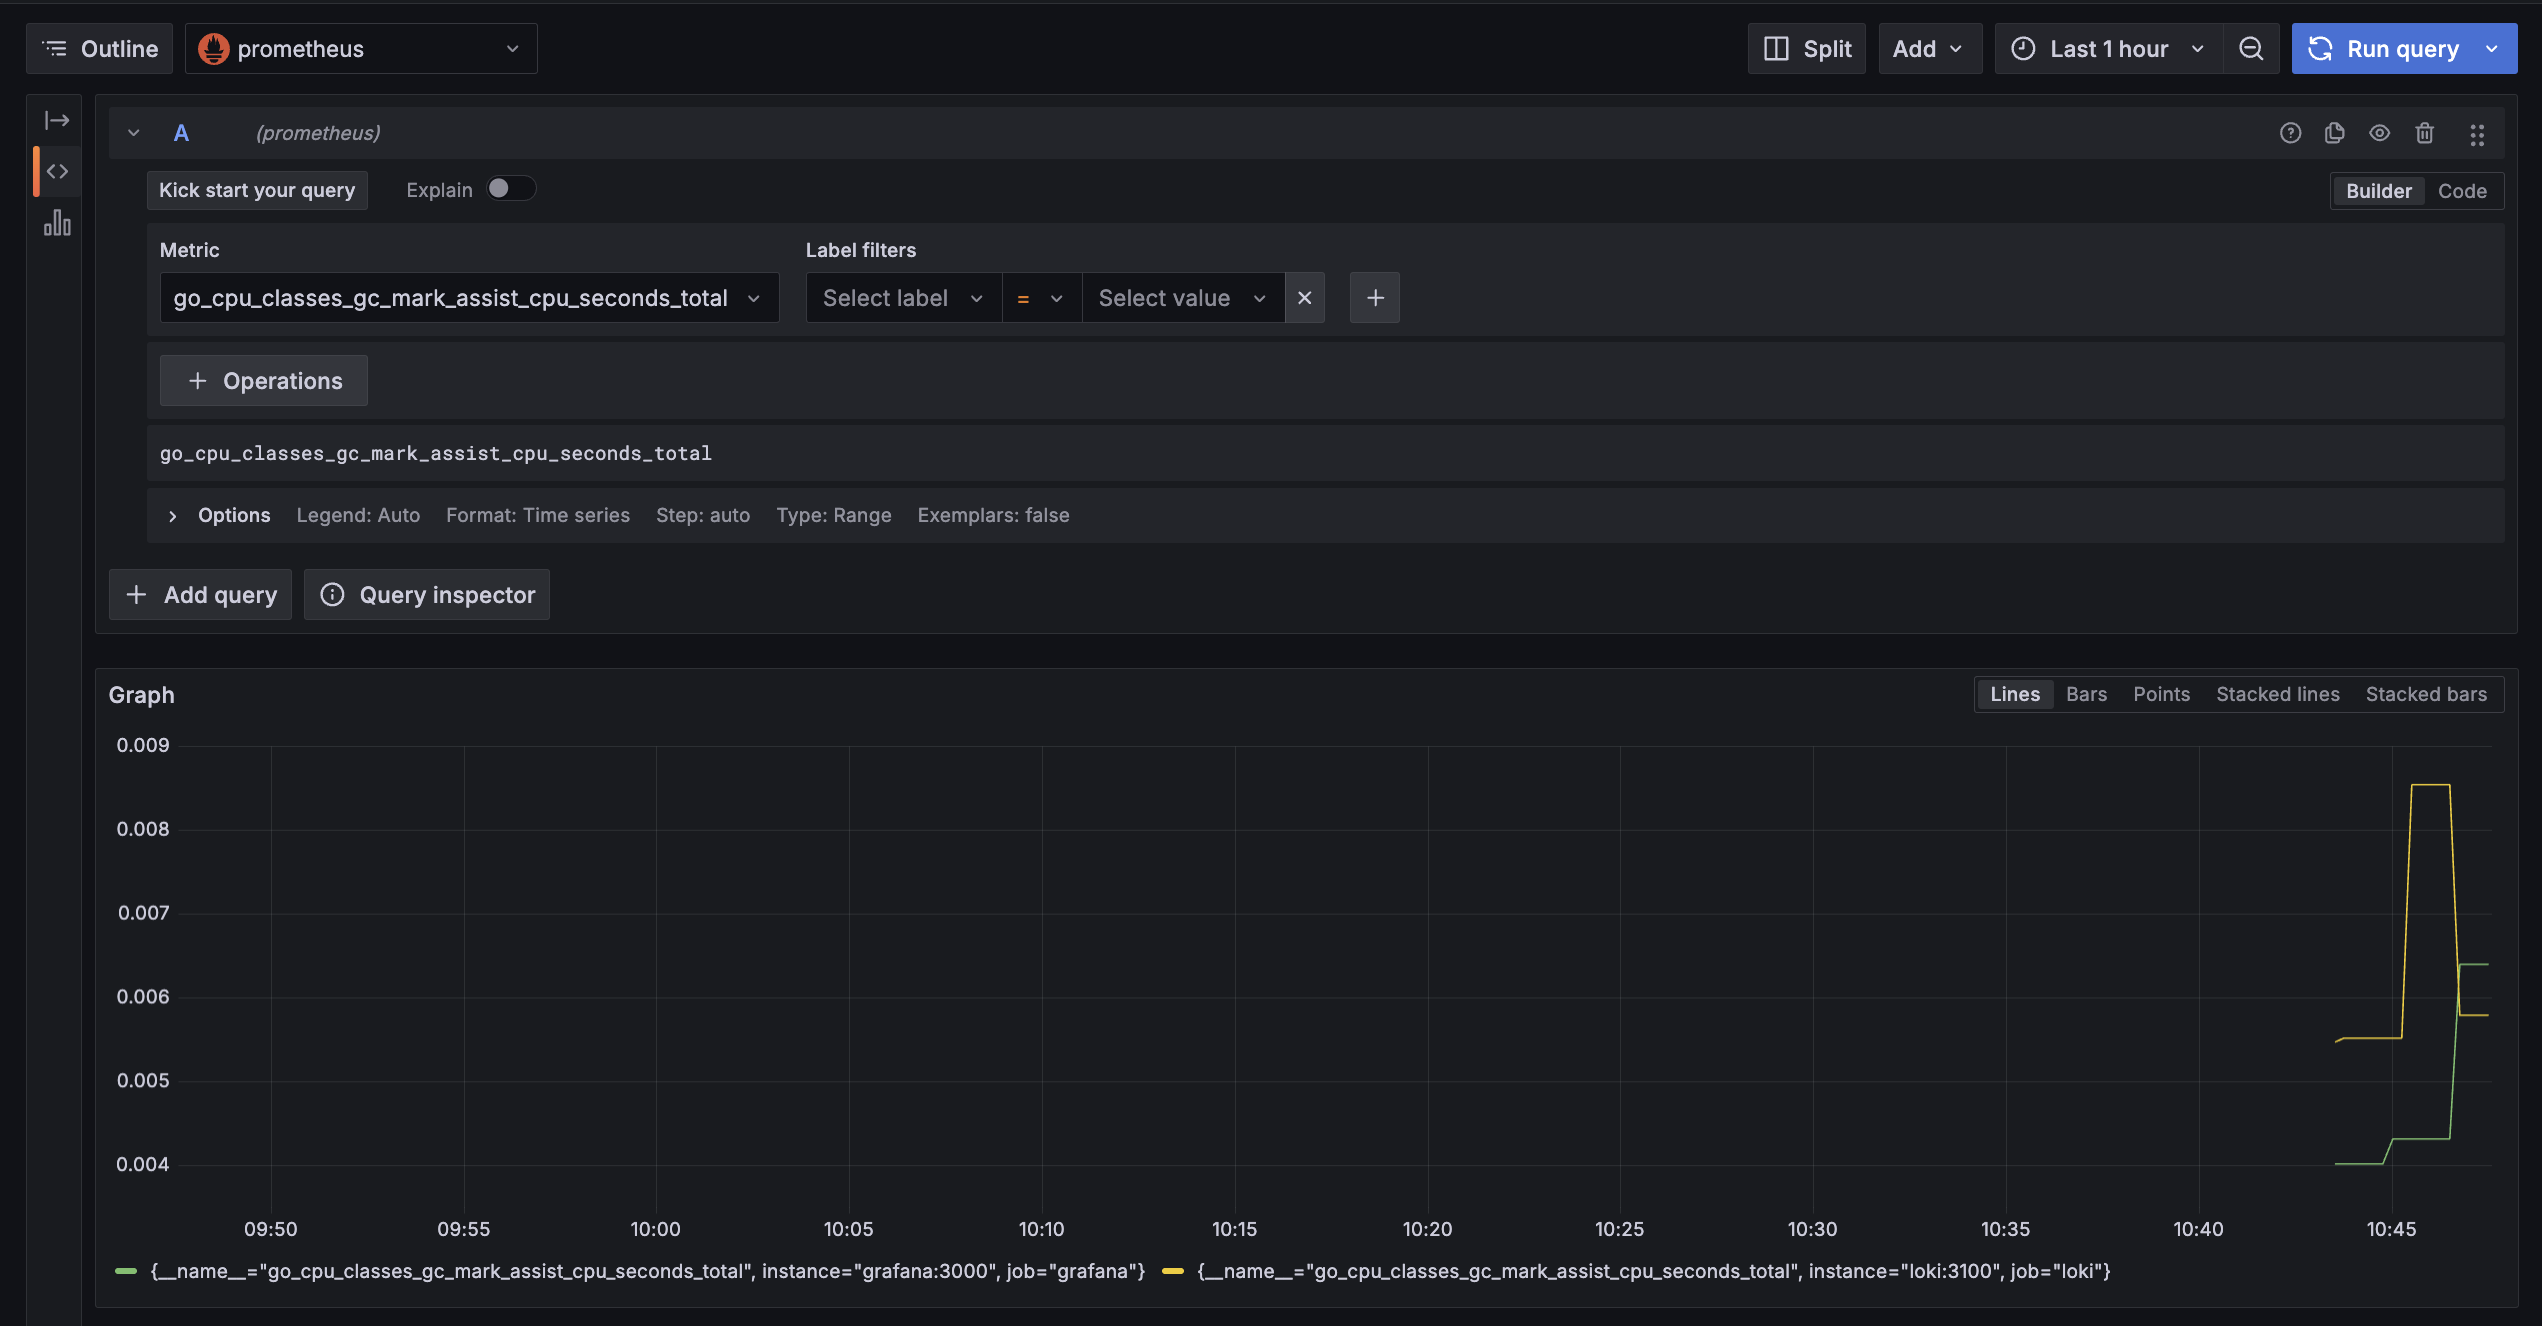 Outline prometheus Split Add Last 1 hour Run query
A (prometheus)
Kick start your query Explain Builder Code
Metric Label filters
go_cpu_classes_gc_mark_assist_cpu_seconds_total Select label = Select value
+ Operations
go_cpu_classes_gc_mark_assist_cpu_seconds_total
Options Legend: Auto Format: Time series Step: auto Type: Range Exemplars: false
+ Add query Query inspector
Graph Lines Bars Points Stacked lines Stacked bars
0.009
0.008
0.007
0.006
0.005
0.004
09:50 09:55 10:00 10:05 10:10 10:15 10:20 10:25 10:30 10:35 10:40 10:45
{__name__="go_cpu_classes_gc_mark_assist_cpu_seconds_total", instance="grafana:3000", job="grafana"} {__name__="go_cpu_classes_gc_mark_assist_cpu_seconds_total", instance="loki:3100", job="loki"}